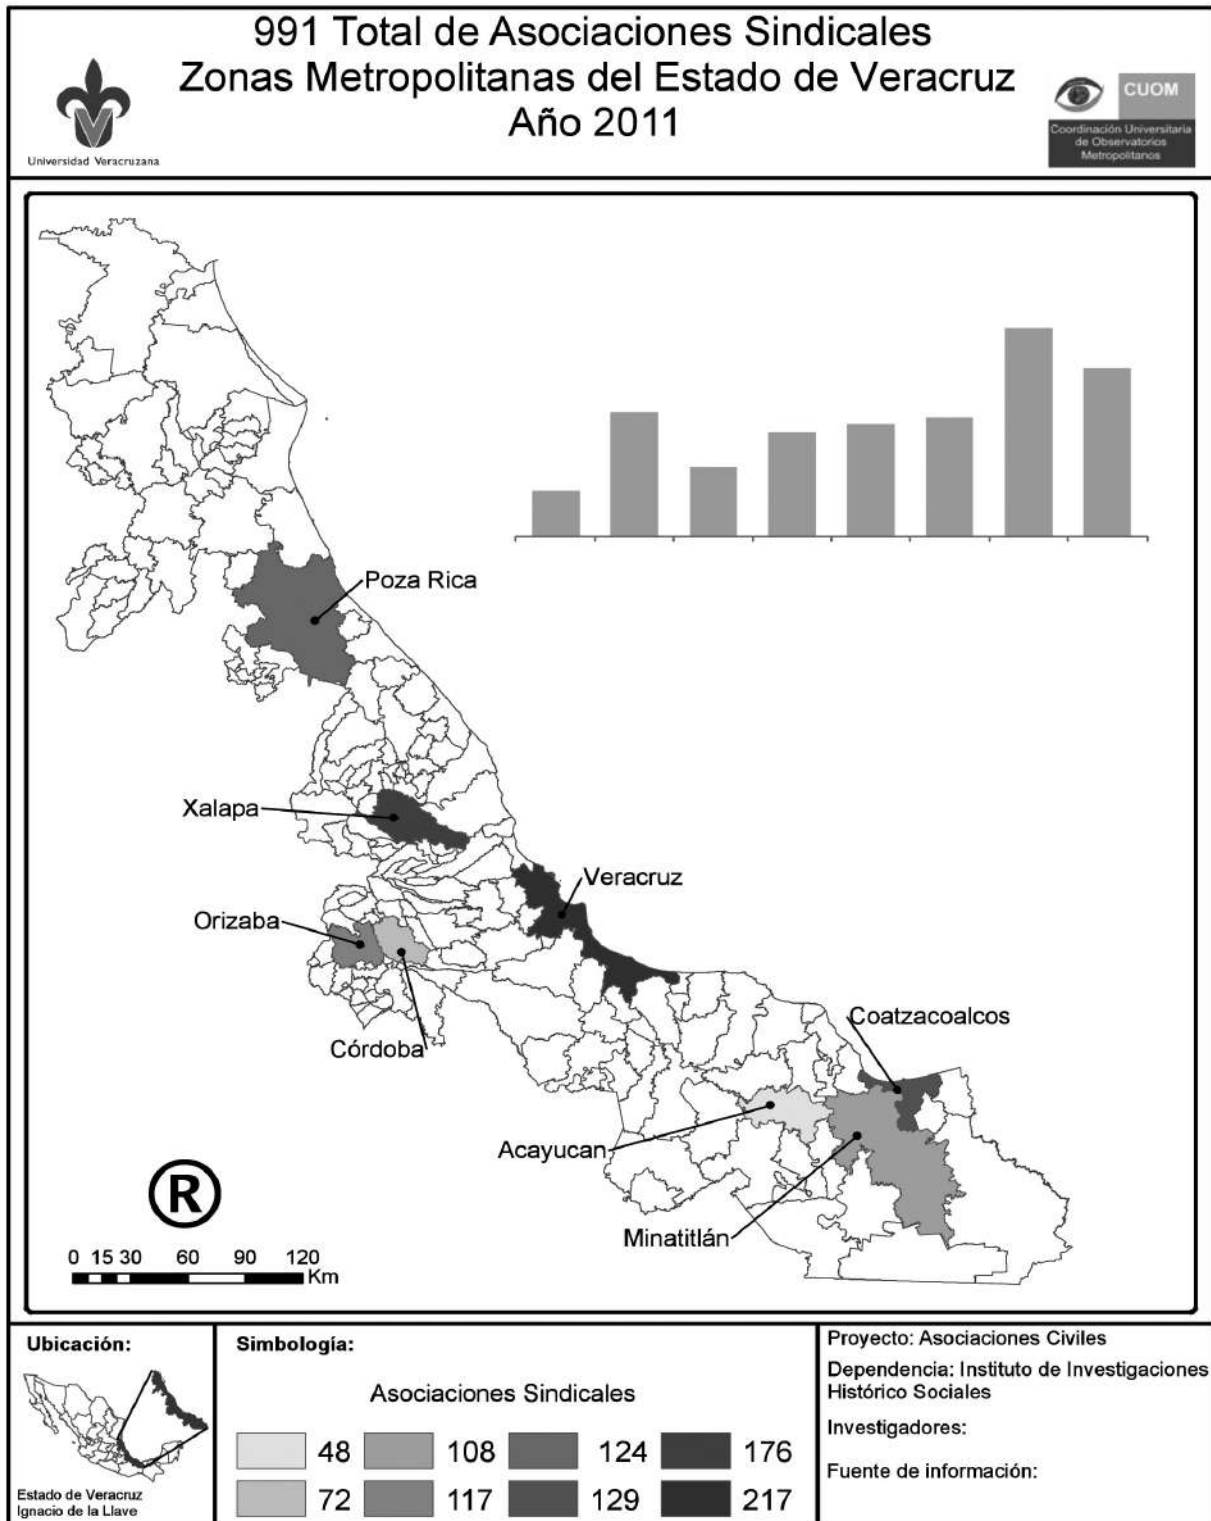 991 Total de Asociaciones Sindicales
Zonas Metropolitanas del Estado de Veracruz
Año 2011
Universidad Veracruzana
CUOM
Coordinación Universitaria
de Observatorios
Metropolitanos
Poza Rica
Xalapa
Veracruz
Orizaba
Córdoba
Coatzacoalcos
Acayucan
Minatitlán
R
0 15 30 60 90 120
Km
Ubicación:
Estado de Veracruz
Ignacio de la Llave
Simbología:
Asociaciones Sindicales
48 108 124 176
72 117 129 217
Proyecto: Asociaciones Civiles
Dependencia: Instituto de Investigaciones
Histórico Sociales
Investigadores:
Fuente de información: